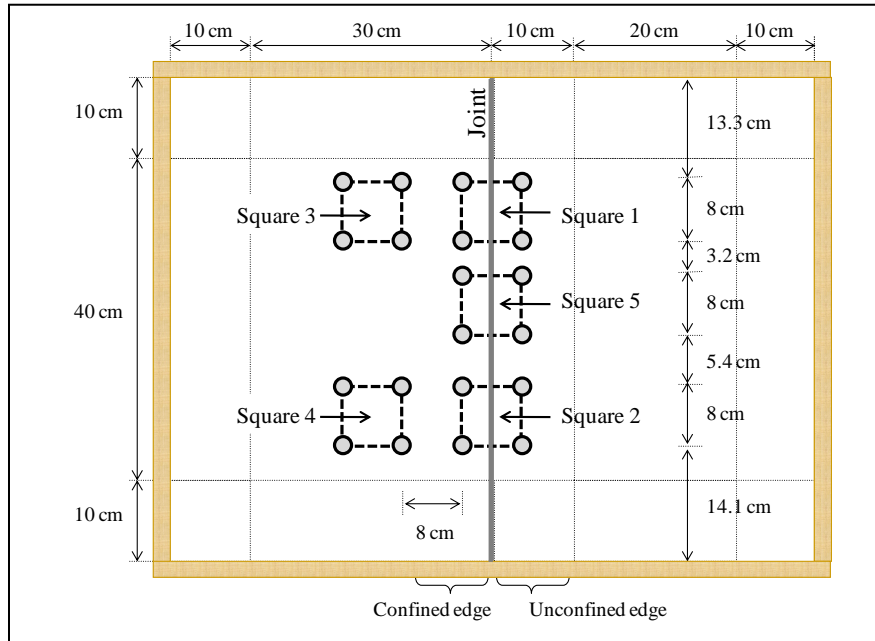 10 cm 30 cm 10 cm 20 cm 10 cm
10 cm
Joint
13.3 cm
Square 3
Square 1
8 cm
3.2 cm
40 cm
Square 5
8 cm
5.4 cm
Square 4
Square 2
8 cm
10 cm
8 cm
14.1 cm
Confined edge Unconfined edge